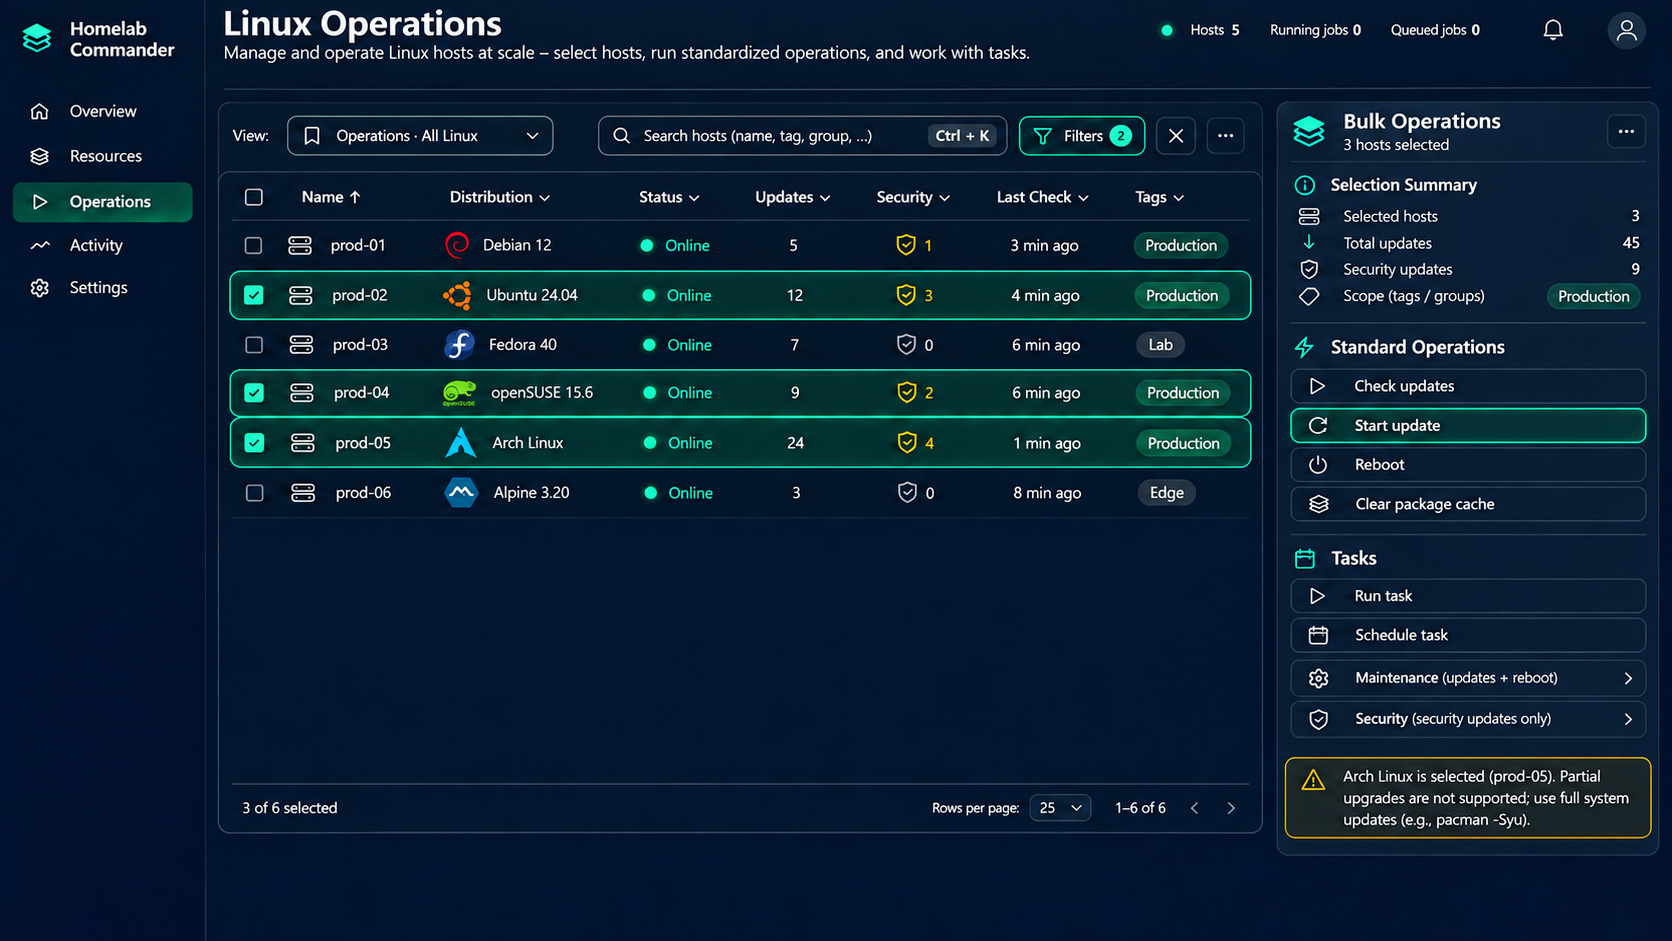 Homelab
Commander
Overview
Resources
Operations
Activity
Settings
Linux Operations
Manage and operate Linux hosts at scale – select hosts, run standardized operations, and work with tasks.
Hosts 5 Running jobs 0 Queued jobs 0
View: Operations · All Linux Search hosts (name, tag, group, ...) Ctrl + K Filters 2
Name Distribution Status Updates Security Last Check Tags
prod-01 Debian 12 Online 5 1 3 min ago Production
prod-02 Ubuntu 24.04 Online 12 3 4 min ago Production
prod-03 Fedora 40 Online 7 0 6 min ago Lab
prod-04 openSUSE openSUSE 15.6 Online 9 2 6 min ago Production
prod-05 Arch Linux Online 24 4 1 min ago Production
prod-06 Alpine 3.20 Online 3 0 8 min ago Edge
3 of 6 selected Rows per page: 25 1–6 of 6
Bulk Operations
3 hosts selected
Selection Summary
Selected hosts 3
Total updates 45
Security updates 9
Scope (tags / groups) Production
Standard Operations
Check updates
Start update
Reboot
Clear package cache
Tasks
Run task
Schedule task
Maintenance (updates + reboot)
Security (security updates only)
Arch Linux is selected (prod-05). Partial
upgrades are not supported; use full system
updates (e.g., pacman -Syu).